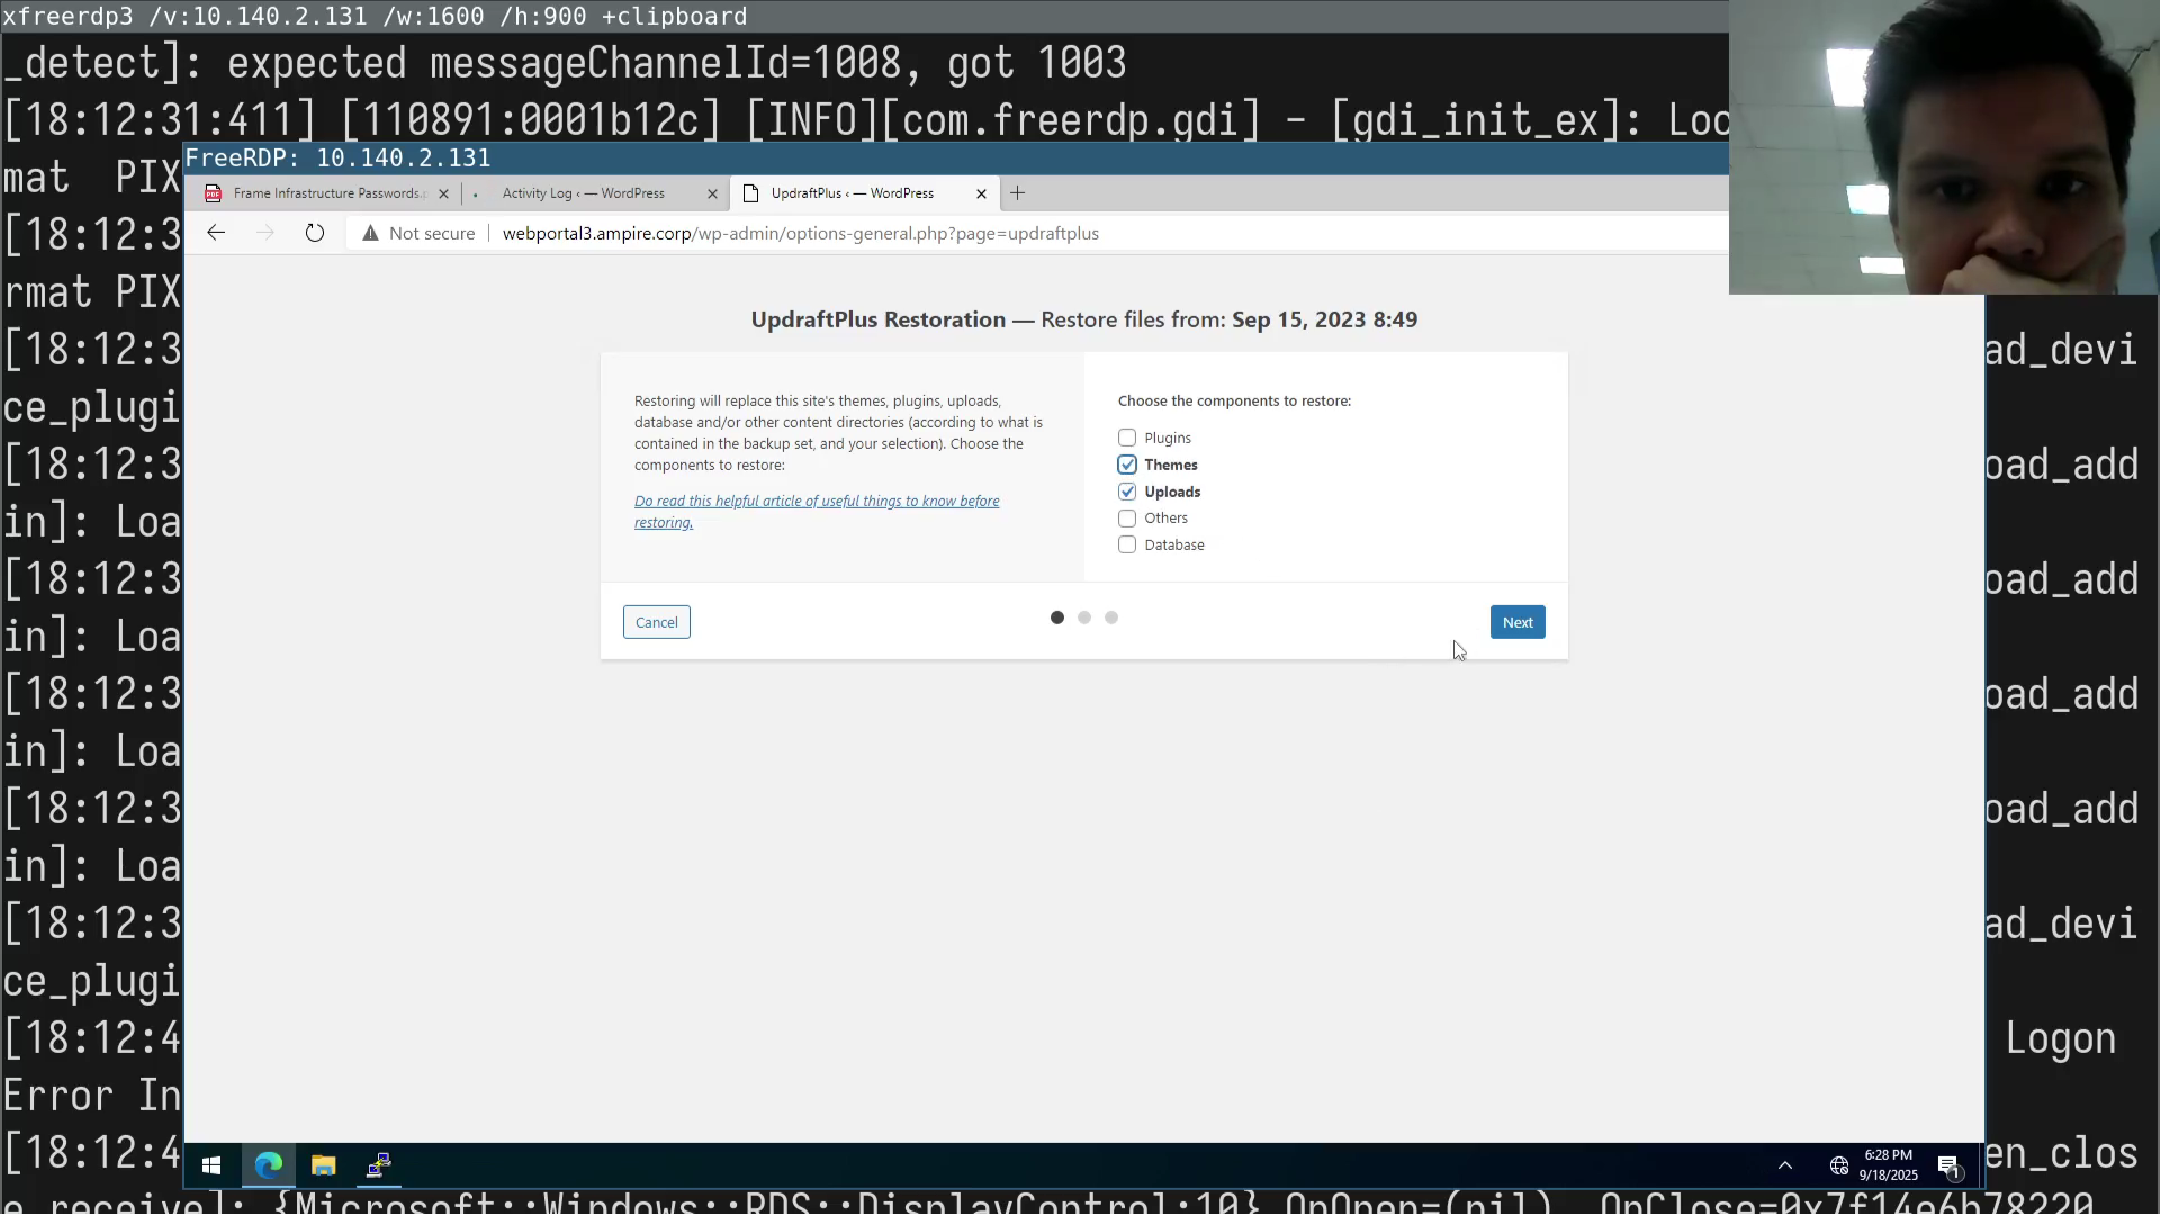 xfreerdp3 /v:10.140.2.131 /w:1600 /h:900 +clipboard
_detect]: expected messageChannelId=1008, got 1003
[18:12:31:411] [110891:0001b12c] [INFO][com.freerdp.gdi] - [gdi_init_ex]: Loc
FreeRDP: 10.140.2.131
mat PIX
Frame Infrastructure Passwords.p
Activity Log ‹ — WordPress
UpdraftPlus ‹ — WordPress
[18:12:3
Not secure
webportal3.ampire.corp/wp-admin/options-general.php?page=updraftplus
rmat PIX
UpdraftPlus Restoration — Restore files from: Sep 15, 2023 8:49
[18:12:3
ad_devi
Restoring will replace this site's themes, plugins, uploads,
database and/or other content directories (according to what is
contained in the backup set, and your selection). Choose the
components to restore:
Do read this helpful article of useful things to know before
restoring.
Choose the components to restore:
Plugins
Themes
Uploads
Others
Database
Cancel
Next
ce_plugi
[18:12:3
oad_add
in]: Loa
[18:12:3
oad_add
in]: Loa
[18:12:3
oad_add
in]: Loa
[18:12:3
oad_add
in]: Loa
[18:12:3
ad_devi
ce_plugi
[18:12:4
Logon
Error In
[18:12:4
en_clos
6:28 PM
9/18/2025
1
e_receive]: {Microsoft::Windows::RDS::DisplayControl:10} OnOpen=(nil), OnClose=0x7f14e6b78220